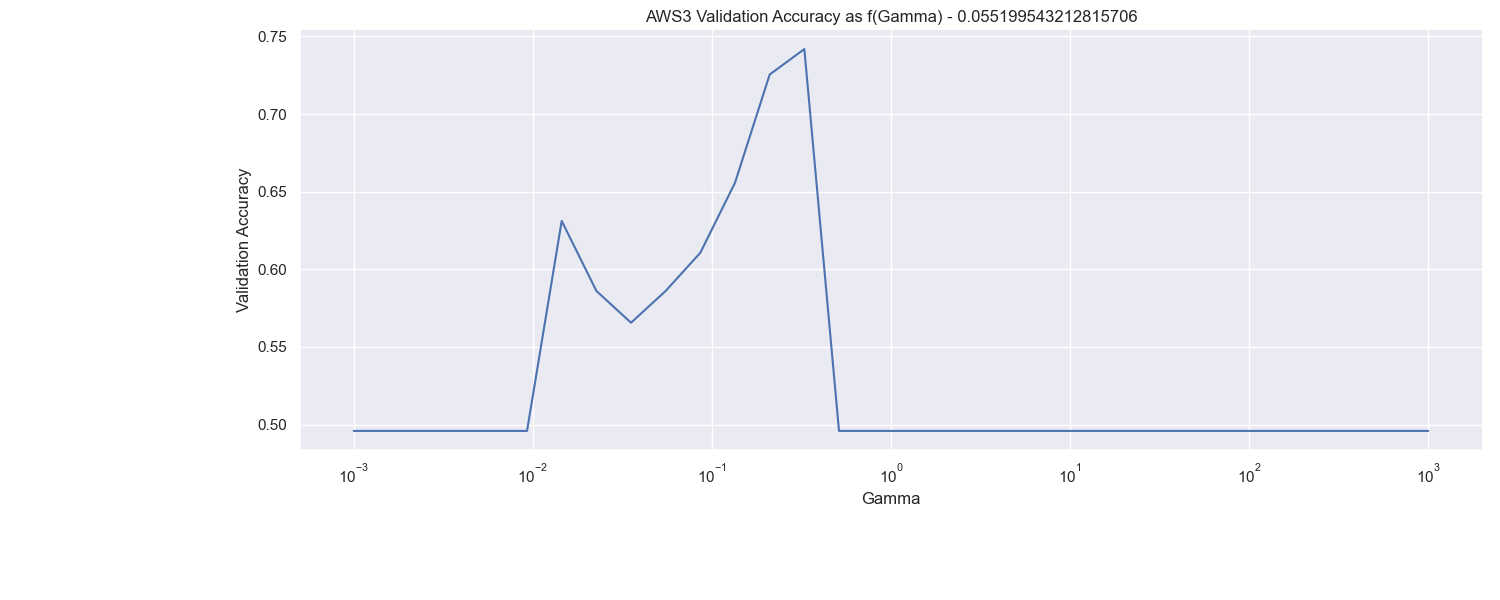 AWS3 Validation Accuracy as f(Gamma) - 0.055199543212815706
0.75
0.70
0.65
0.60
0.55
0.50
Validation Accuracy
10⁻³ 10⁻² 10⁻¹ 10⁰ 10¹ 10² 10³
Gamma